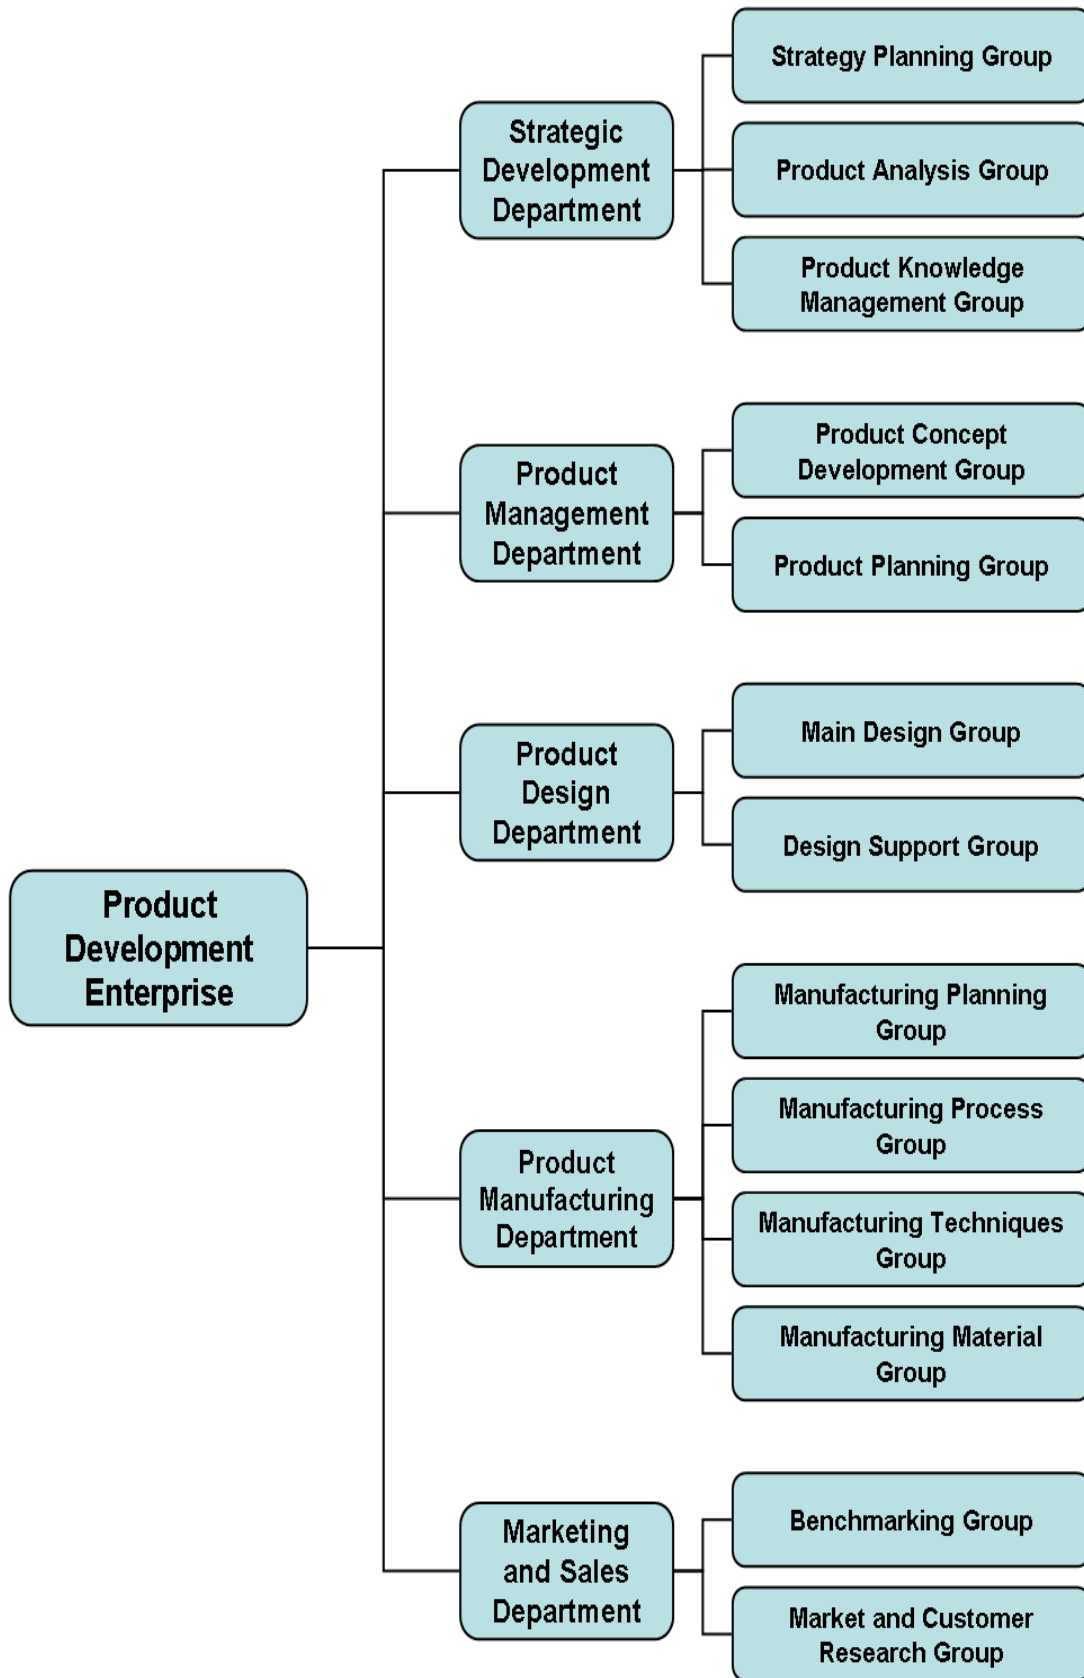 Product
Development
Enterprise
Strategic
Development
Department
Strategy Planning Group
Product Analysis Group
Product Knowledge
Management Group
Product
Management
Department
Product Concept
Development Group
Product Planning Group
Product
Design
Department
Main Design Group
Design Support Group
Product
Manufacturing
Department
Manufacturing Planning
Group
Manufacturing Process
Group
Manufacturing Techniques
Group
Manufacturing Material
Group
Marketing
and Sales
Department
Benchmarking Group
Market and Customer
Research Group